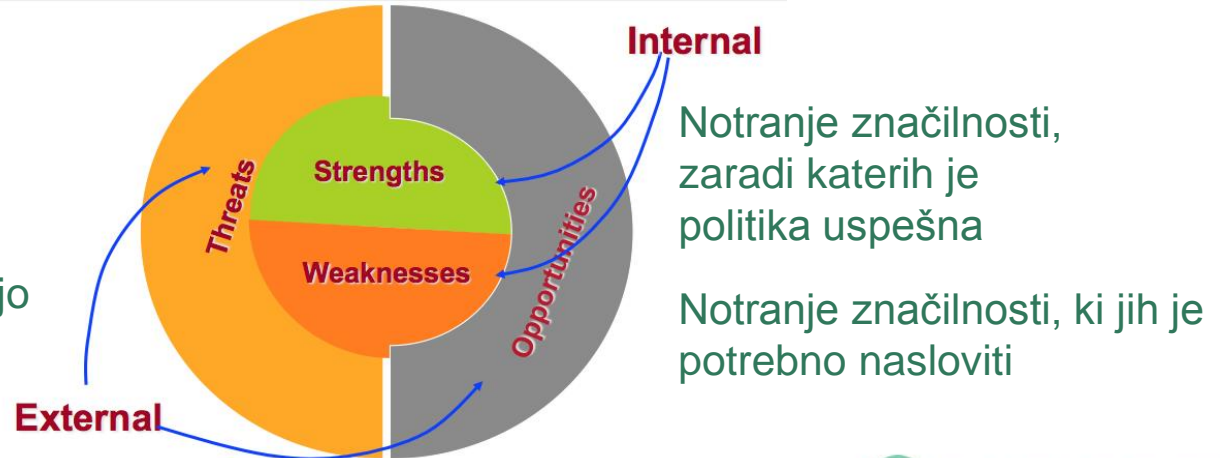 Internal
Notranje značilnosti,
zaradi katerih je
politika uspešna
Strengths
Threats
Weaknesses
Opportunities
jo
Notranje značilnosti, ki jih je
potrebno nasloviti
External